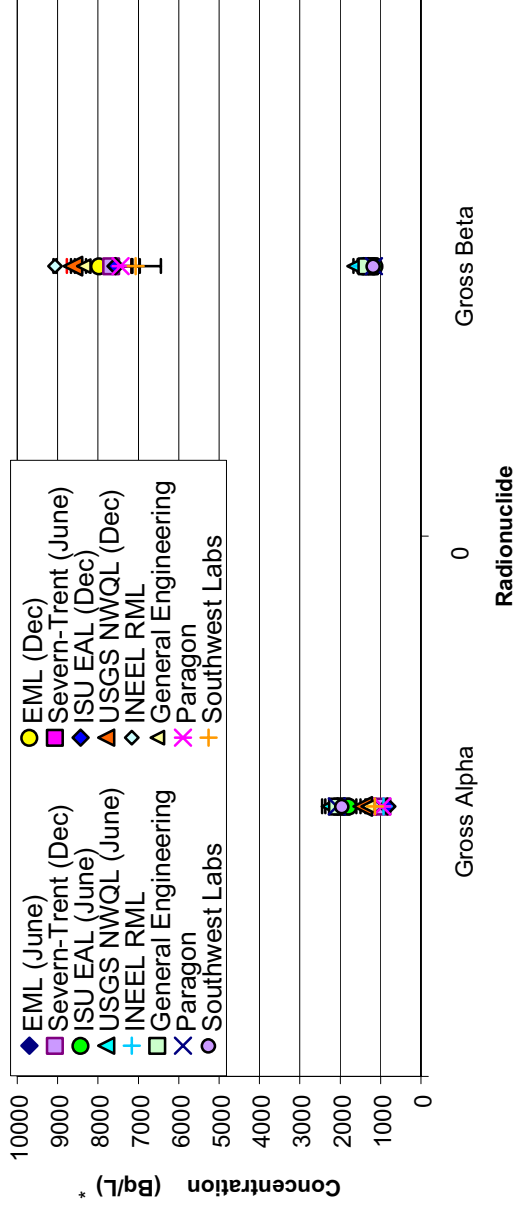 Concentration (Bq/L) *
10000
9000
8000
7000
6000
5000
4000
3000
2000
1000
0
EML (June)
EML (Dec)
Severn-Trent (Dec)
Severn-Trent (June)
ISU EAL (June)
ISU EAL (Dec)
USGS NWQL (June)
USGS NWQL (Dec)
INEEL RML
INEEL RML
General Engineering
General Engineering
Paragon
Paragon
Southwest Labs
Southwest Labs
Gross Alpha
0
Gross Beta
Radionuclide